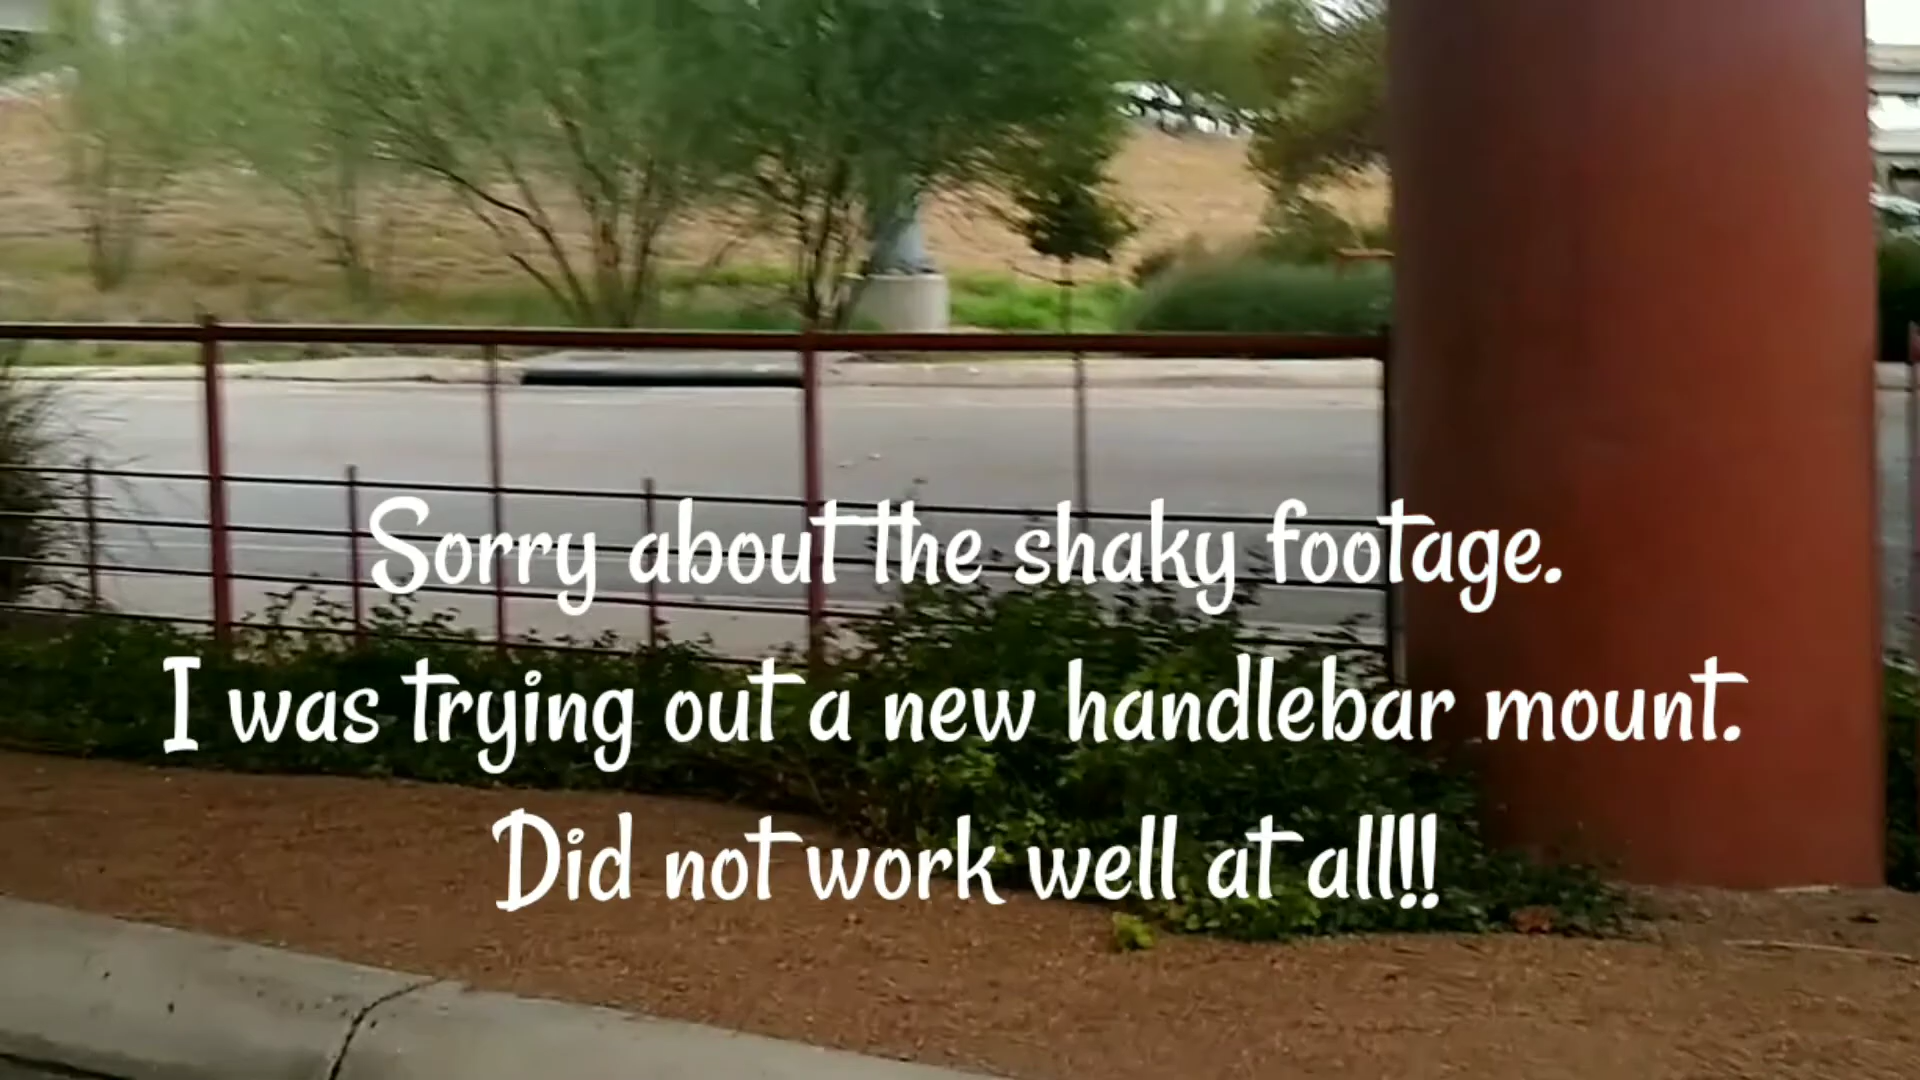 Sorry about the shaky footage.
I was trying out a new handlebar mount.
Did not work well at all!!